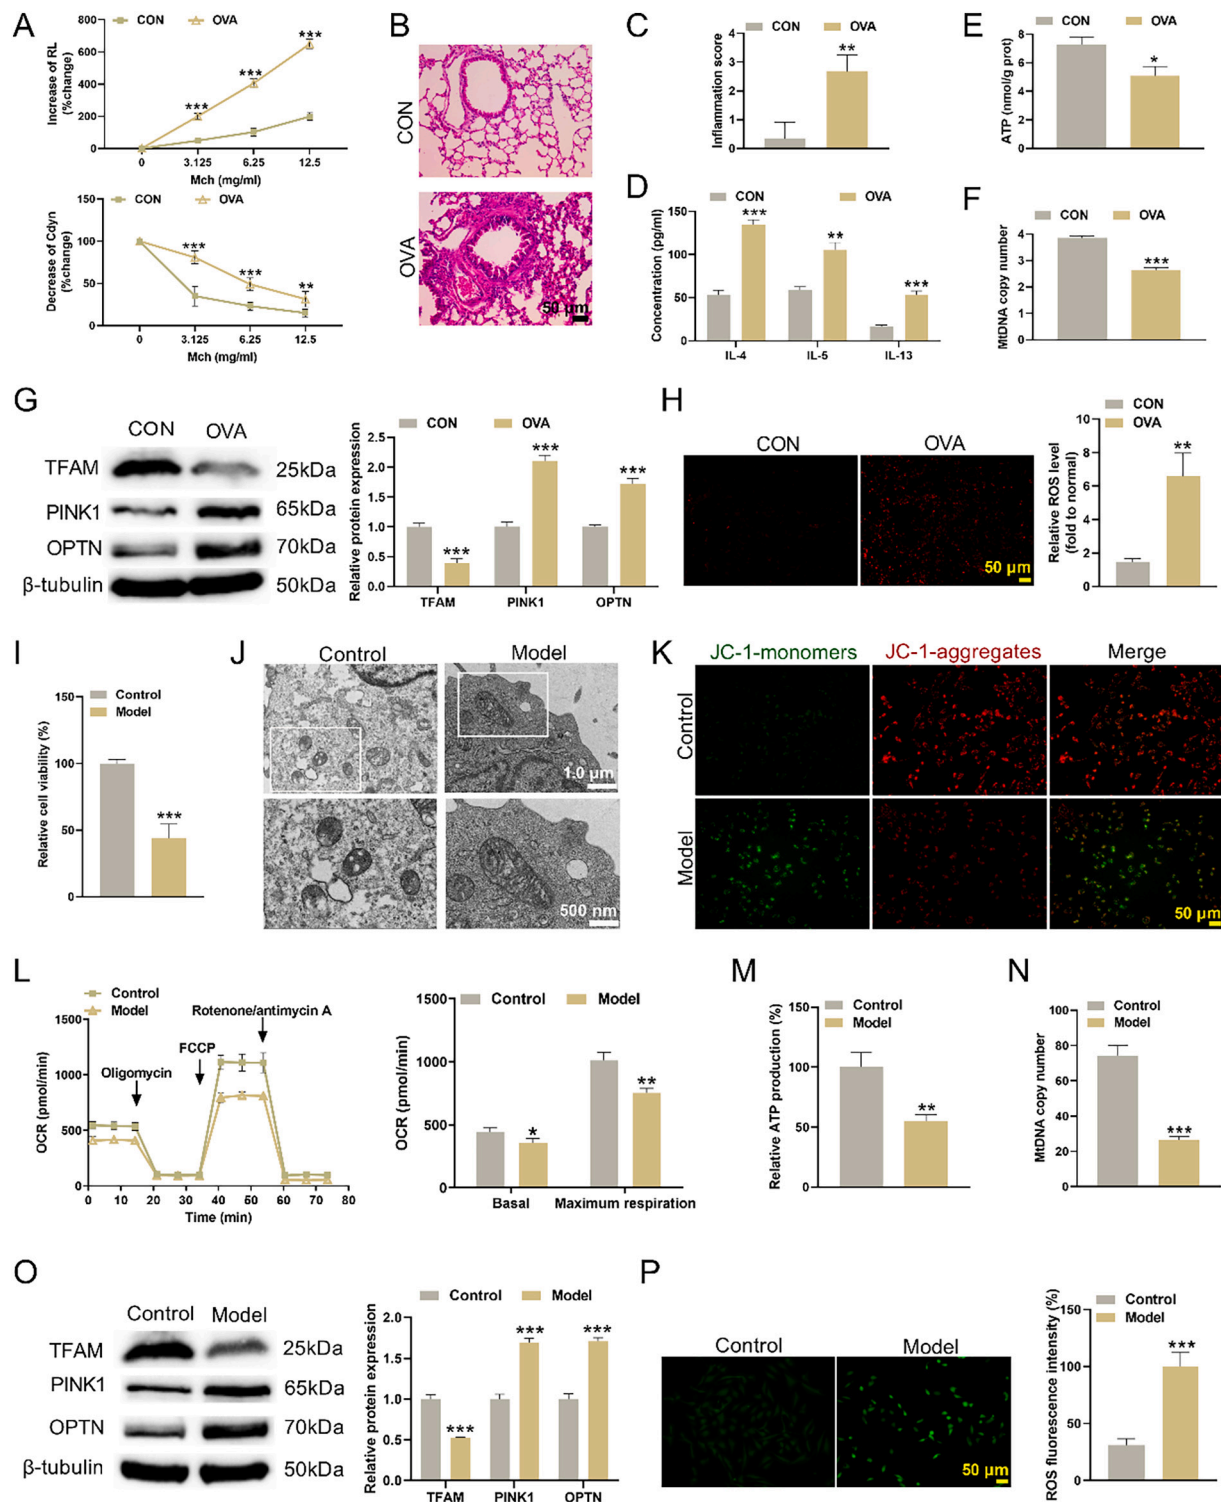 A
CON OVA
Increase of RL
(%change)
800
600
400
200
0
*** *** ***
0 3.125 6.25 12.5
Mch (mg/ml)
CON OVA
Decrease of Cdyn
(%change)
150
100
50
0
*** *** **
0 3.125 6.25 12.5
Mch (mg/ml)
B
CON
OVA
50 µm
C
CON OVA
Inflammation score
4
3
2
1
0
**
D
CON OVA
Concentration (pg/ml)
150
100
50
0
*** ** ***
IL-4 IL-5 IL-13
E
CON OVA
ATP (nmol/g prot)
8
6
4
2
0
*
F
CON OVA
MtDNA copy number
4
3
2
1
0
***
G
CON OVA
TFAM 25kDa
PINK1 65kDa
OPTN 70kDa
β-tubulin 50kDa
CON OVA
Relative protein expression
2.5
2.0
1.5
1.0
0.5
0.0
*** *** ***
TFAM PINK1 OPTN
H
CON OVA
50 µm
CON
OVA
Relative ROS level
(fold to normal)
10
8
6
4
2
0
**
I
Control
Model
Relative cell viability (%)
150
100
50
0
***
J
Control Model
1.0 µm
500 nm
K
JC-1-monomers JC-1-aggregates Merge
Control
Model
50 µm
L
Control
Model
OCR (pmol/min)
1500
1000
500
0
Oligomycin
FCCP
Rotenone/antimycin A
0 10 20 30 40 50 60 70 80
Time (min)
Control Model
OCR (pmol/min)
1500
1000
500
0
* **
Basal Maximum respiration
M
Control
Model
Relative ATP production (%)
150
100
50
0
**
N
Control
Model
MtDNA copy number
100
80
60
40
20
0
***
O
Control Model
TFAM 25kDa
PINK1 65kDa
OPTN 70kDa
β-tubulin 50kDa
Control Model
Relative protein expression
2.0
1.5
1.0
0.5
0.0
*** *** ***
TFAM PINK1 OPTN
P
Control Model
50 µm
Control
Model
ROS fluorescence intensity (%)
150
100
50
0
***